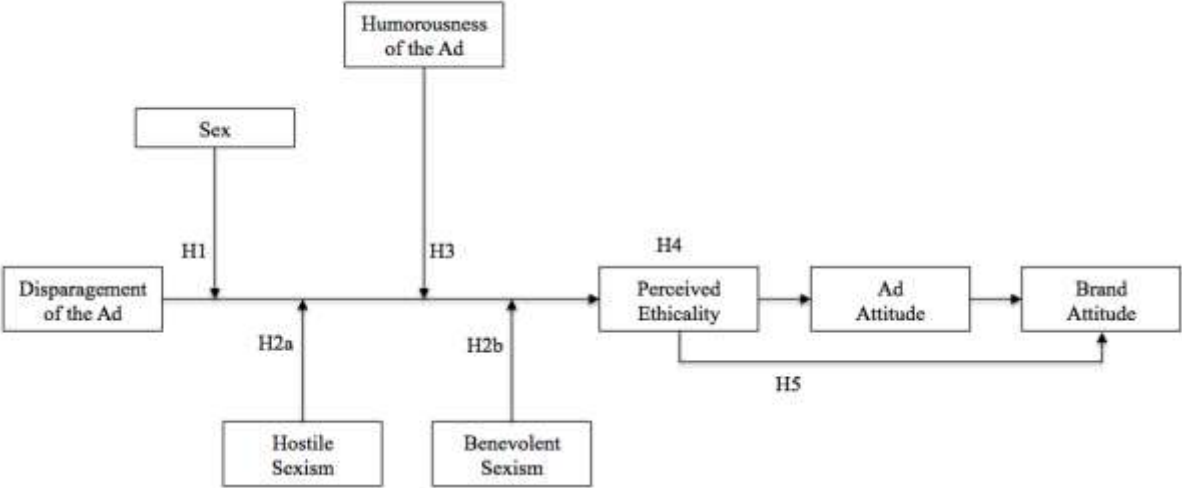 Humorousness
of the Ad
Sex
H1
H3
H4
Disparagement
of the Ad
Perceived
Ethicality
Ad
Attitude
Brand
Attitude
H2a
H2b
H5
Hostile
Sexism
Benevolent
Sexism